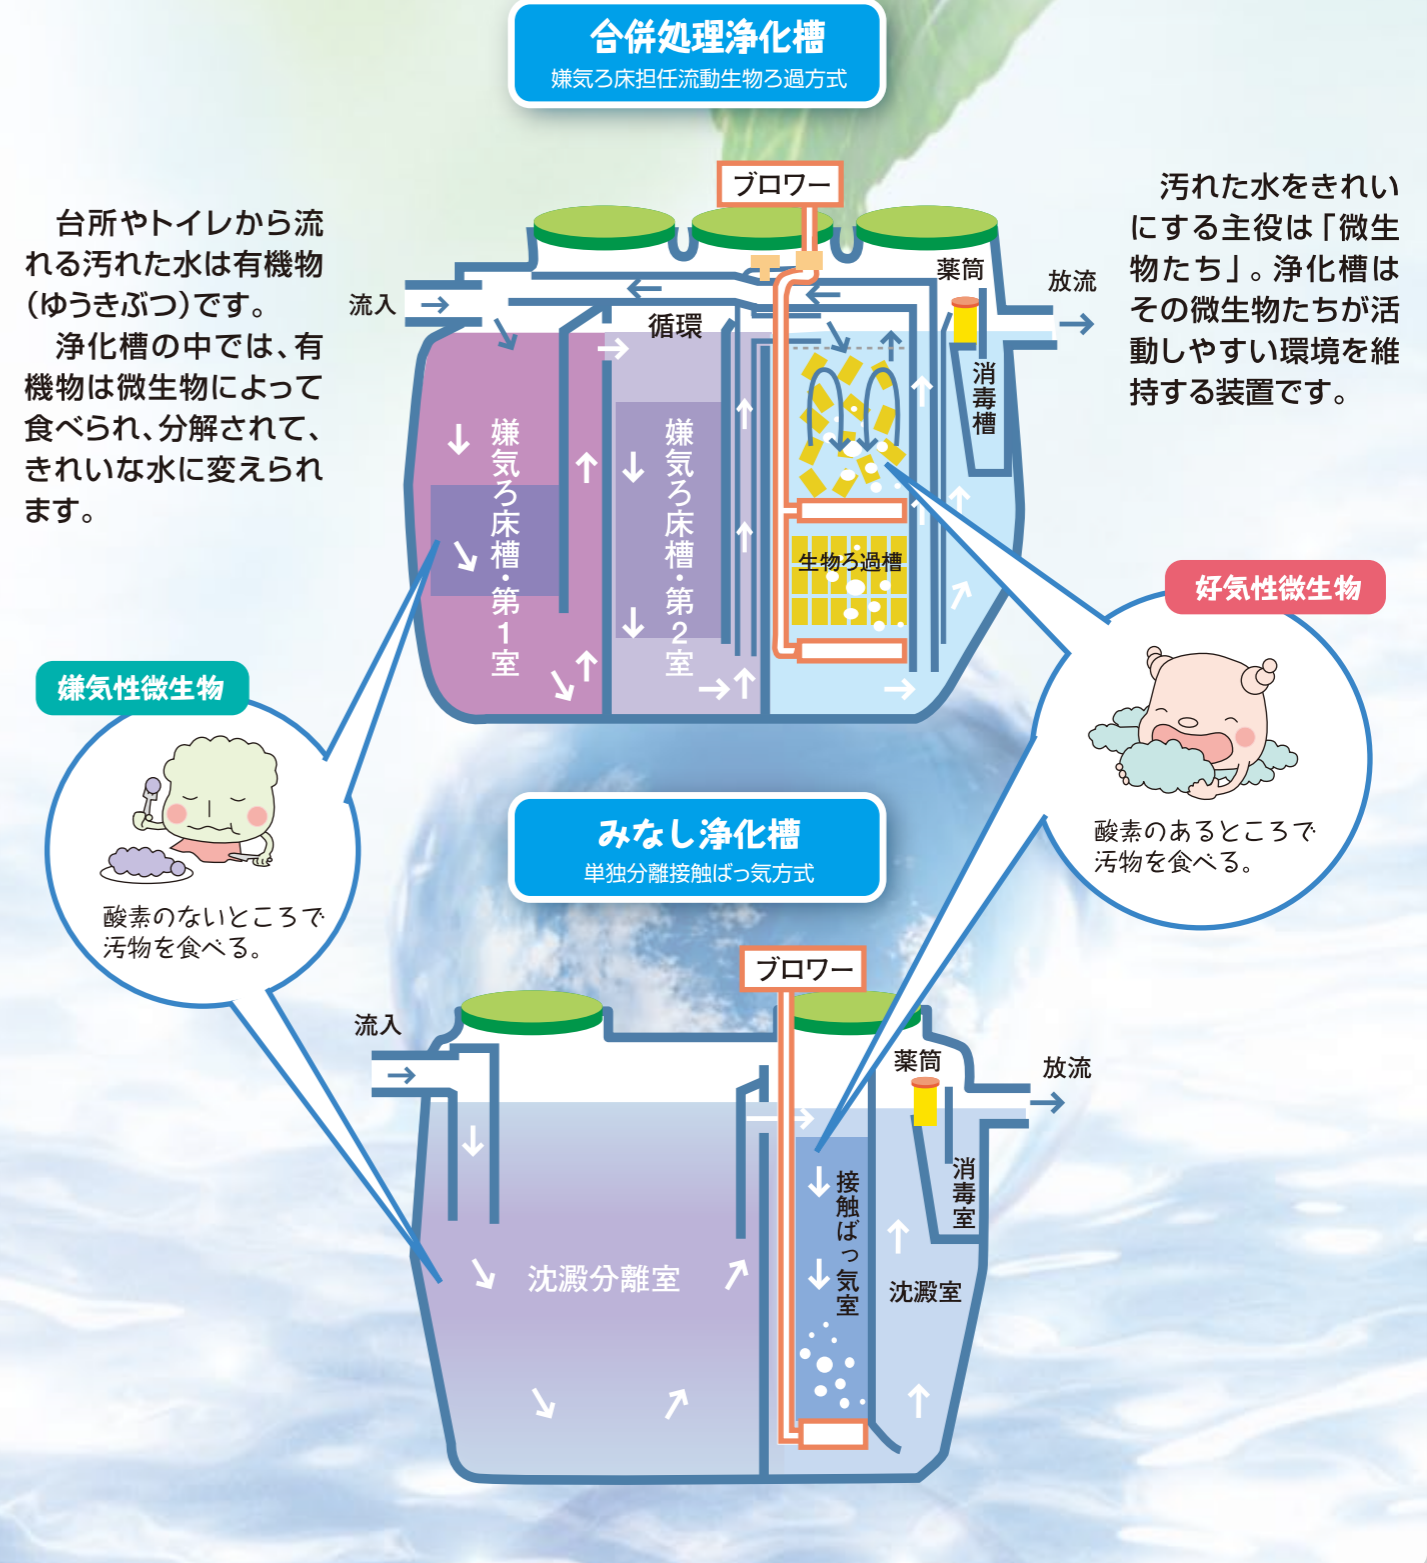 合併処理浄化槽
嫌気ろ床担任流動生物ろ過方式
台所やトイレから流
れる汚れた水は有機物
(ゆうきぶつ)です。
浄化槽の中では、有
機物は微生物によって
食べられ、分解されて、
きれいな水に変えられ
ます。
汚れた水をきれい
にする主役は「微生
物たち」。浄化槽は
その微生物たちが活
動しやすい環境を維
持する装置です。
ブロワー
流入
循環
薬筒
放流
消毒槽
嫌気ろ床槽・第1室
嫌気ろ床槽・第2室
生物ろ過槽
好気性微生物
酸素のあるところで
汚物を食べる。
嫌気性微生物
酸素のないところで
汚物を食べる。
みなし浄化槽
単独分離接触ばっ気方式
ブロワー
流入
薬筒
放流
消毒室
接触ばっ気室
沈澱分離室
沈澱室